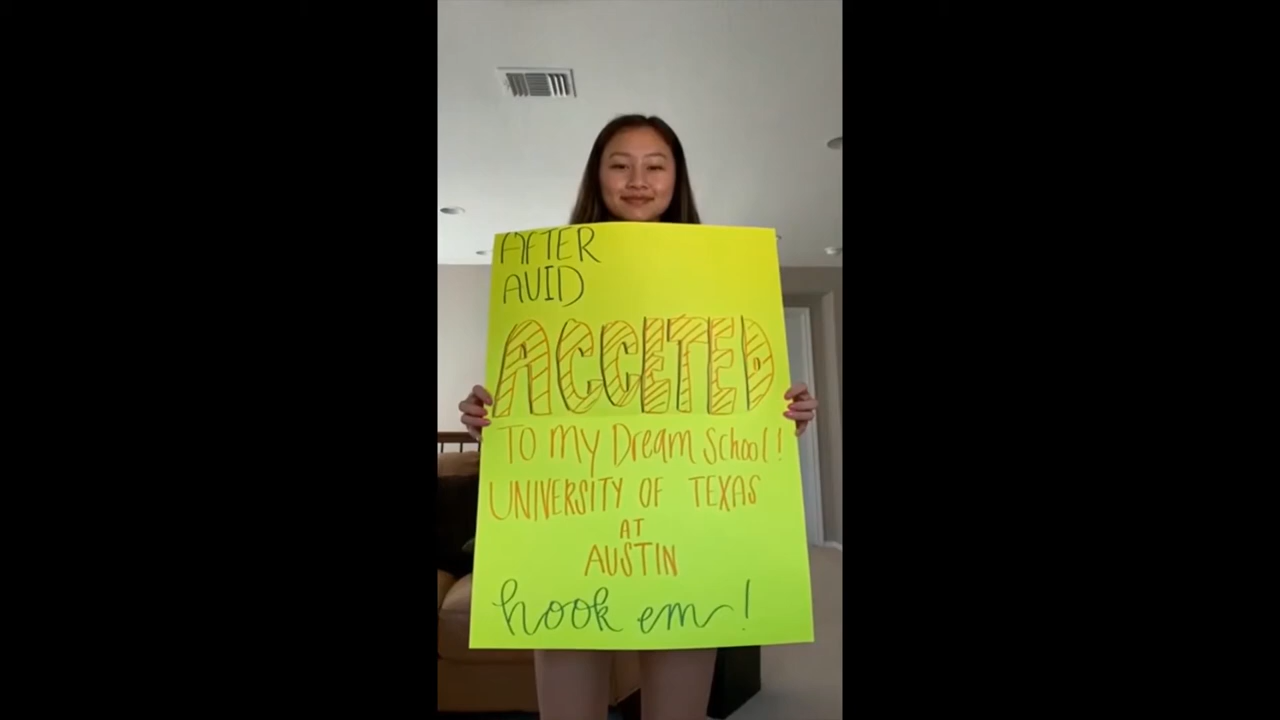 AFTER
AVID
ACCETED
TO MY Dream School!
UNIVERSITY OF TEXAS
AT
AUSTIN
hook em!